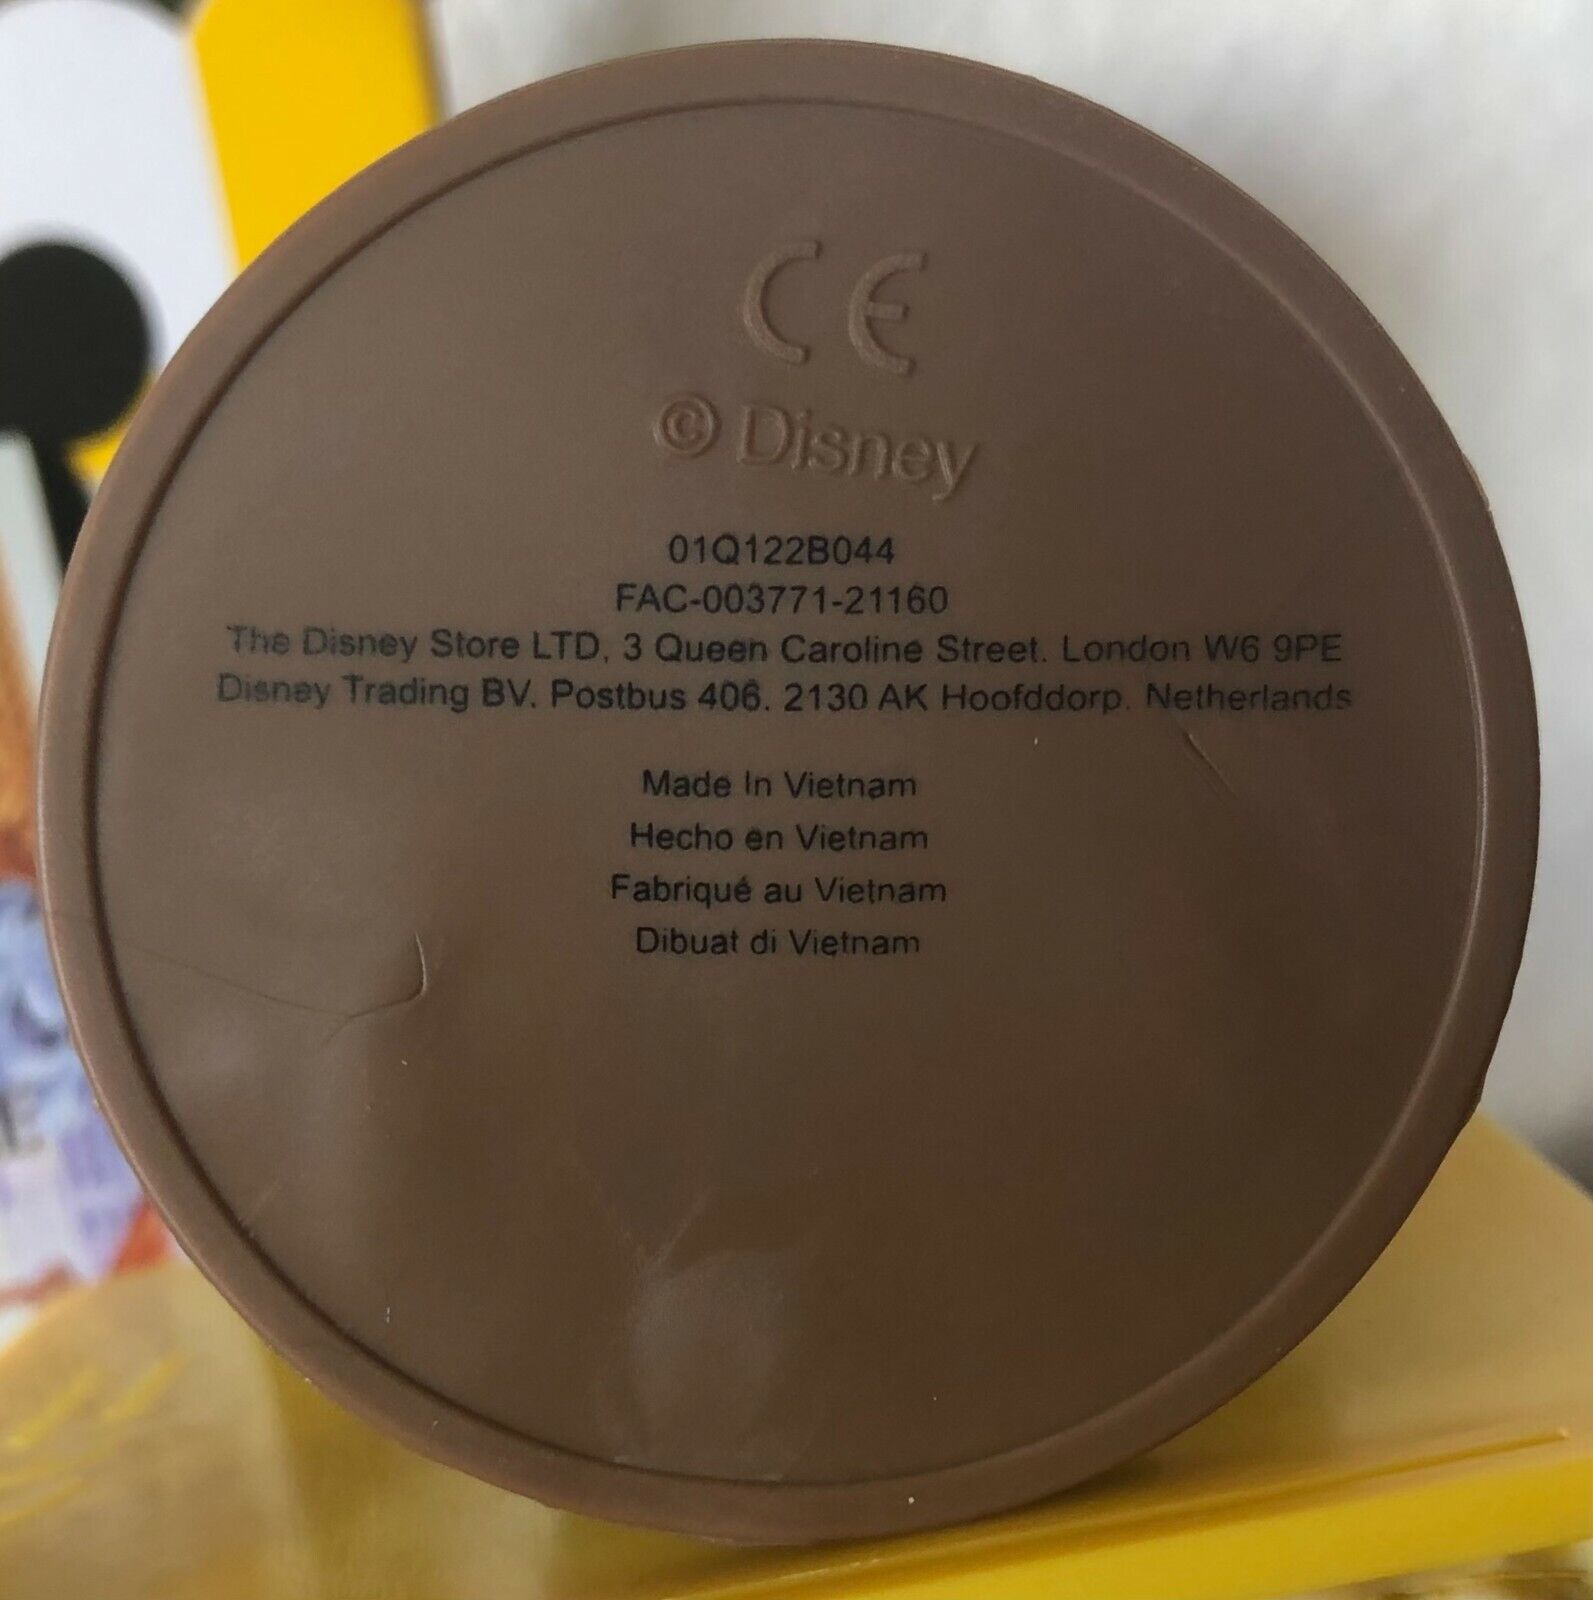 CE
© Disney
01Q122B044
FAC-003771-21160
The Disney Store LTD, 3 Queen Caroline Street. London W6 9PE
Disney Trading BV. Postbus 406. 2130 AK Hoofddorp. Netherlands
Made In Vietnam
Hecho en Vietnam
Fabriqué au Vietnam
Dibuat di Vietnam